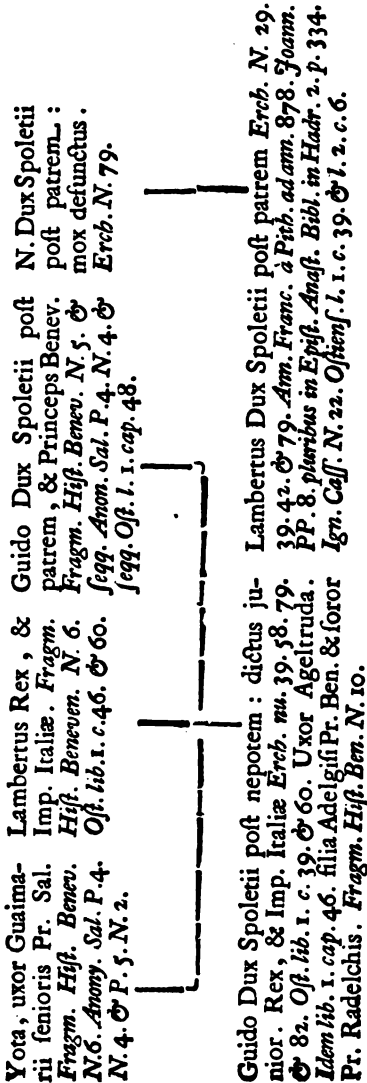 Yota, uxor Guaima-
rii ſenioris Pr. Sal.
Fragm. Hiſt. Benev.
N.6. Anony. Sal. P.4.
N.4. & P. 5. N. 2.
Lambertus Rex, &
Imp. Italiæ. Fragm.
Hiſt. Beneven. N. 6.
Oſt. lib. 1. c.46. & 60.
Guido Dux Spoletii poſt
patrem, & Princeps Benev.
Fragm. Hiſt. Benev. N. 5. &
ſeqq. Anon. Sal. P. 4. N. 4. &
ſeqq. Oſt. l. 1. cap. 48.
N. Dux Spoletii
poſt patrem :
mox defunctus.
Erch. N. 79.
Guido Dux Spoletii poſt nepotem : dictus ju-
nior. Rex, & Imp. Italiæ Erch. nu. 39. 58. 79.
& 82. Oſt. lib. 1. c. 39. & 60. Uxor Ageltruda.
Idem lib. 1. cap. 46. filia Adelgiſi Pr. Ben. & ſoror
Pr. Radelchis. Fragm. Hiſt. Ben. N. 10.
Lambertus Dux Spoletii poſt patrem Erch. N. 29.
39. 42. & 79. Ann. Franc. à Pith. ad ann. 878. Joann.
PP. 8. pluribus in Epiſt. Anaſt. Bibl. in Hadr. 2. p. 334.
Ign. Caſſ. N. 22. Oſtienſ. l. 1. c. 39. & l. 2. c. 6.